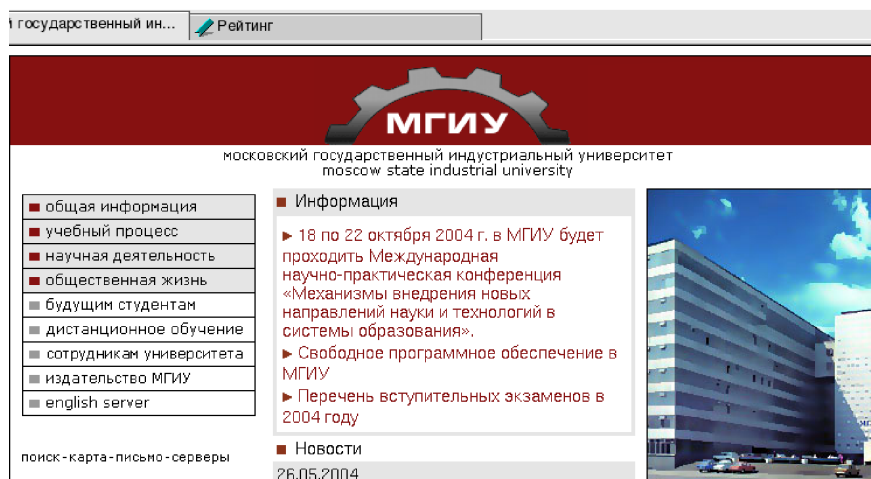 й государственный ин...
Рейтинг
МГИУ
московский государственный индустриальный университет
moscow state industrial university
общая информация
учебный процесс
научная деятельность
общественная жизнь
будущим студентам
дистанционное обучение
сотрудникам университета
издательство МГИУ
english server
поиск-карта-письмо-серверы
Информация
► 18 по 22 октября 2004 г. в МГИУ будет
проходить Международная
научно-практическая конференция
«Механизмы внедрения новых
направлений науки и технологий в
системы образования».
► Свободное программное обеспечение в
МГИУ
► Перечень вступительных экзаменов в
2004 году
Новости
26.05.2004